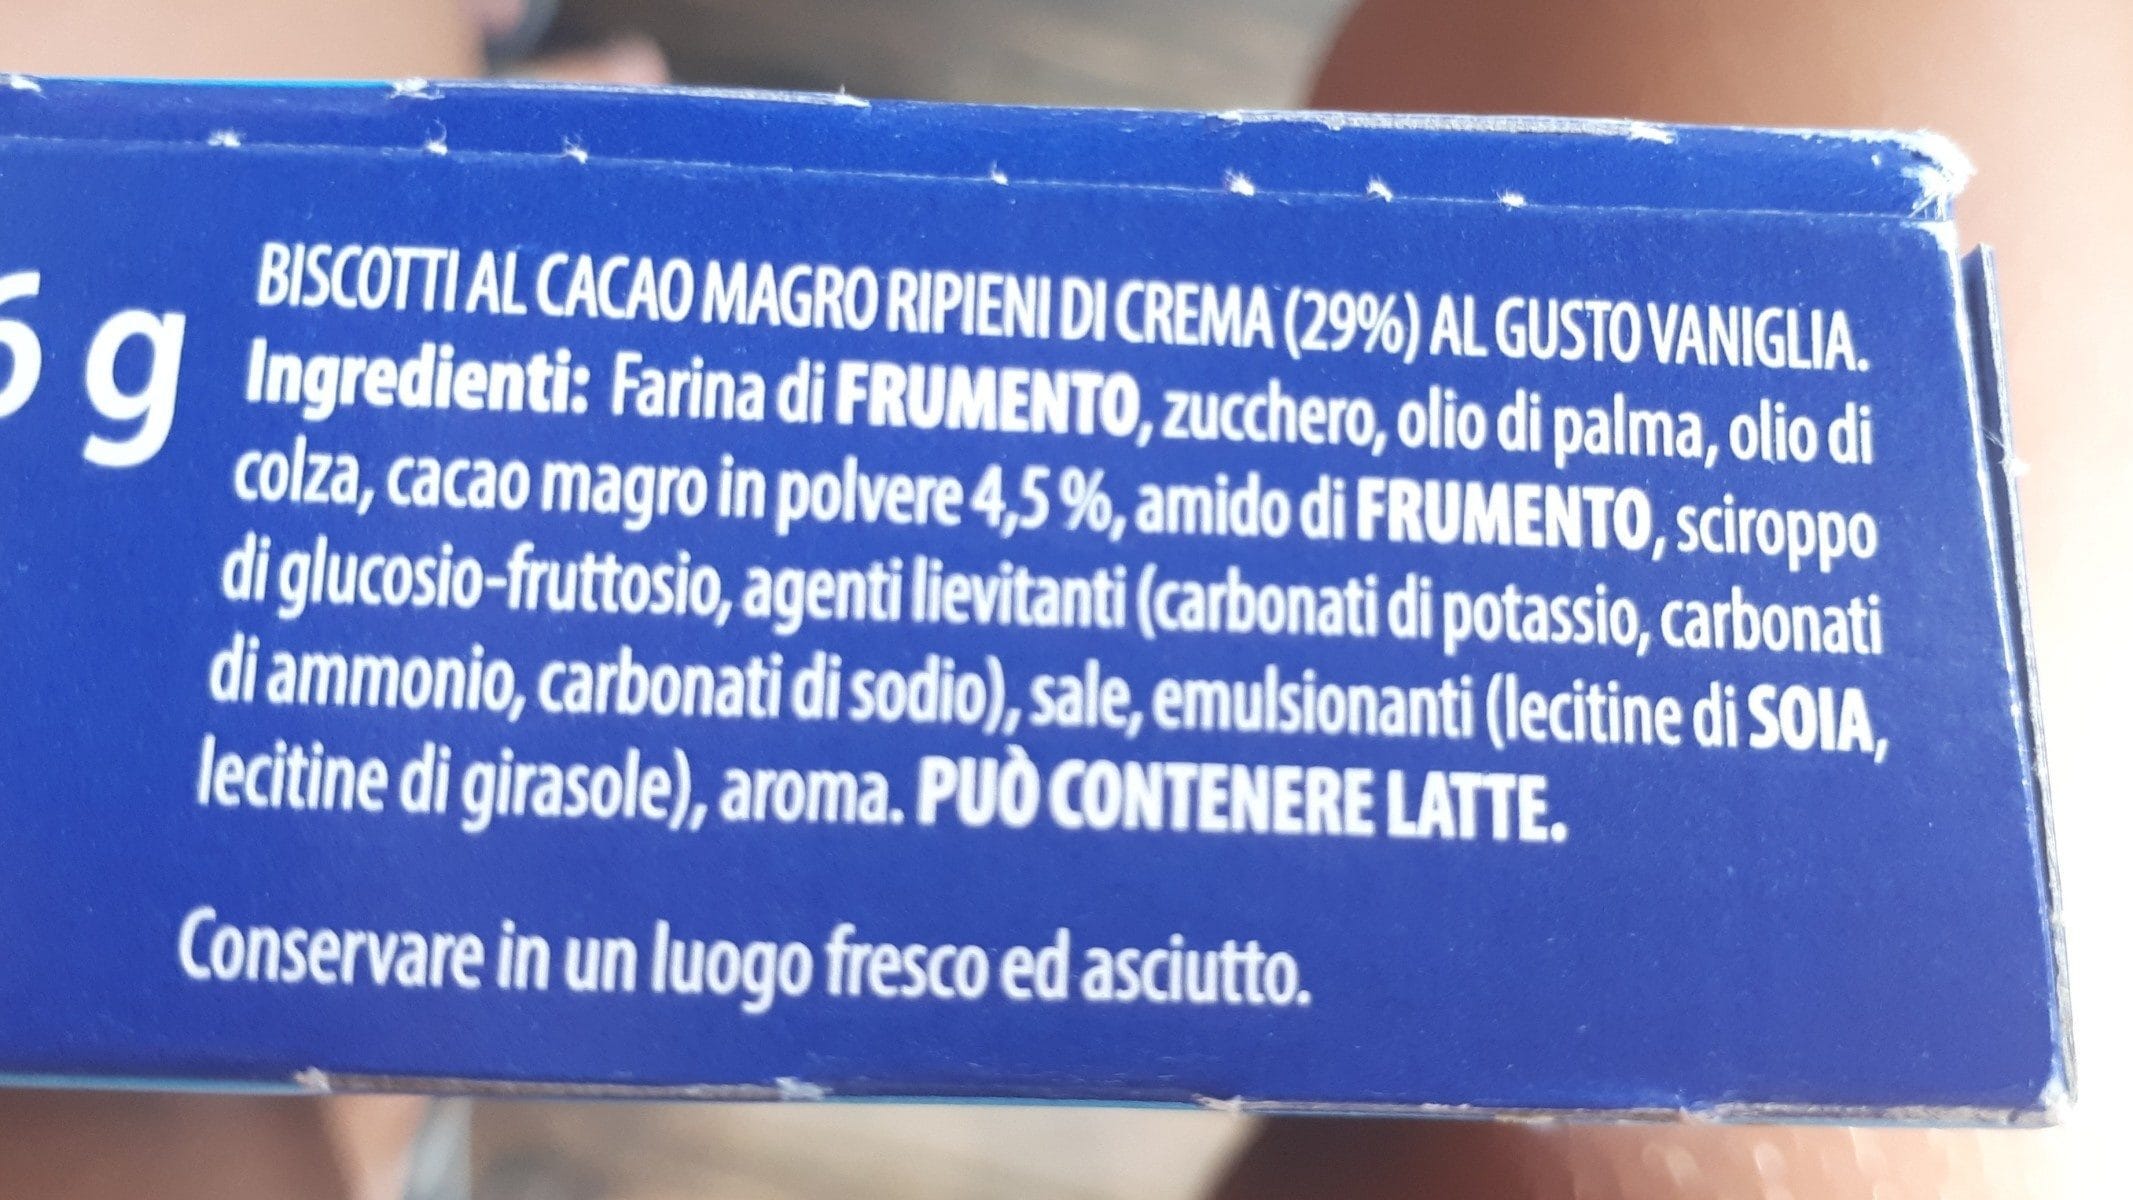 g
BISCOTTI AL CACAO MAGRO RIPIENI DI CREMA (29%) AL GUSTO VANIGLIA.
Ingredienti: Farina di FRUMENTO, zucchero, olio di palma, olio di
colza, cacao magro in polvere 4,5 %, amido di FRUMENTO, sciroppo
di glucosio-fruttosio, agenti lievitanti (carbonati di potassio, carbonati
di ammonio, carbonati di sodio), sale, emulsionanti (lecitine di SOIA,
lecitine di girasole), aroma. PUÒ CONTENERE LATTE.
Conservare in un luogo fresco ed asciutto.